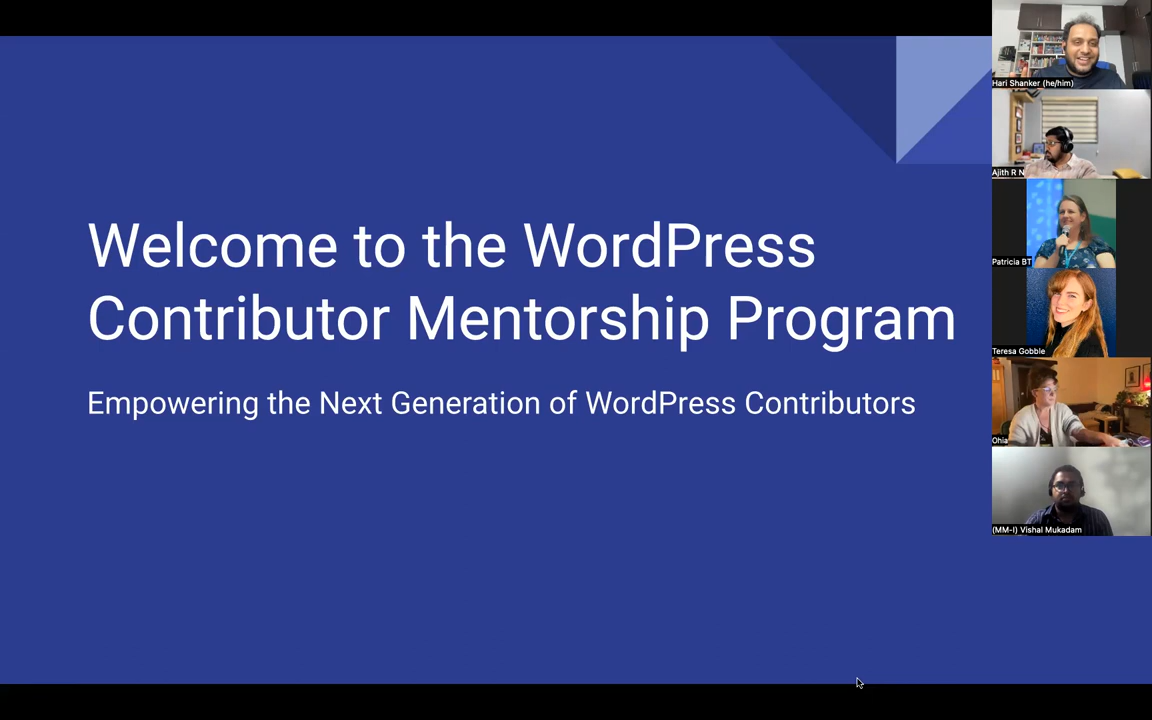 Welcome to the WordPress
Contributor Mentorship Program
Empowering the Next Generation of WordPress Contributors
Hari Shanker (he/him)
Ajith R N
Patricia BT
Teresa Gobble
Ohia
(MM-I) Vishal Mukadam